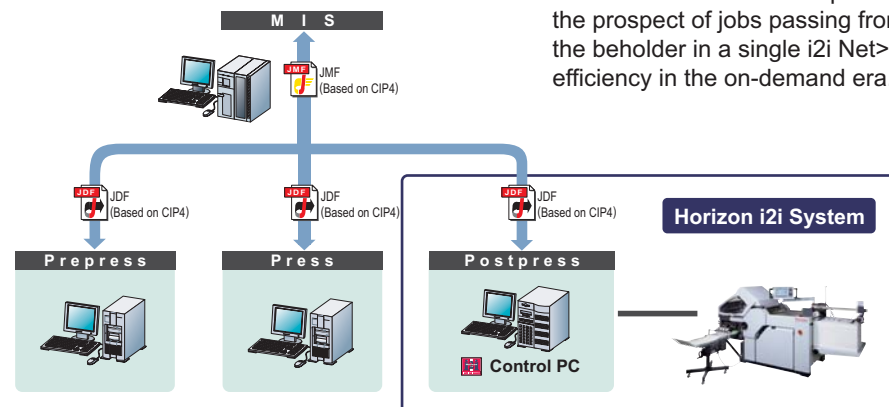 M I S
the prospect of jobs passing from
the beholder in a single i2i Net>
efficiency in the on-demand era
JMF
JMF
(Based on CIP4)
JDF
JDF
(Based on CIP4)
JDF
JDF
(Based on CIP4)
JDF
JDF
(Based on CIP4)
Horizon i2i System
Prepress
Press
Postpress
Control PC